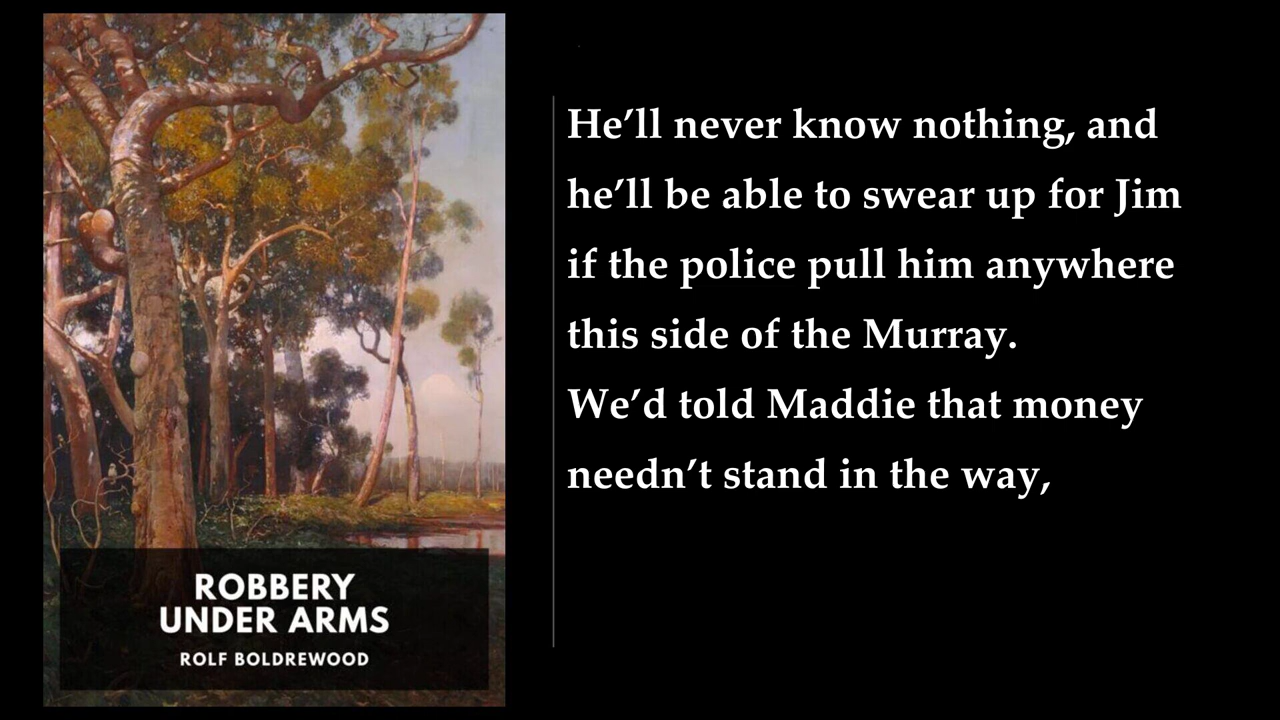 He’ll never know nothing, and
he’ll be able to swear up for Jim
if the police pull him anywhere
this side of the Murray.
We’d told Maddie that money
needn’t stand in the way,
ROBBERY
UNDER ARMS
ROLF BOLDREWOOD